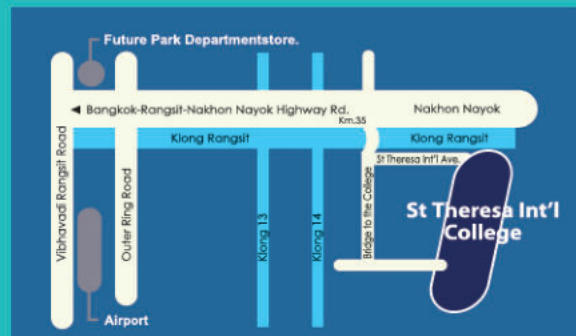 Future Park Departmentstore.
Bangkok-Rangsit-Nakhon Nayok Highway Rd.
Nakhon Nayok
Km.35
Klong Rangsit
Klong Rangsit
St Theresa Int'l Ave.
Vibhavadi Rangsit Road
Outer Ring Road
Klong 13
Klong 14
Bridge to the College
St Theresa Int'l
College
Airport